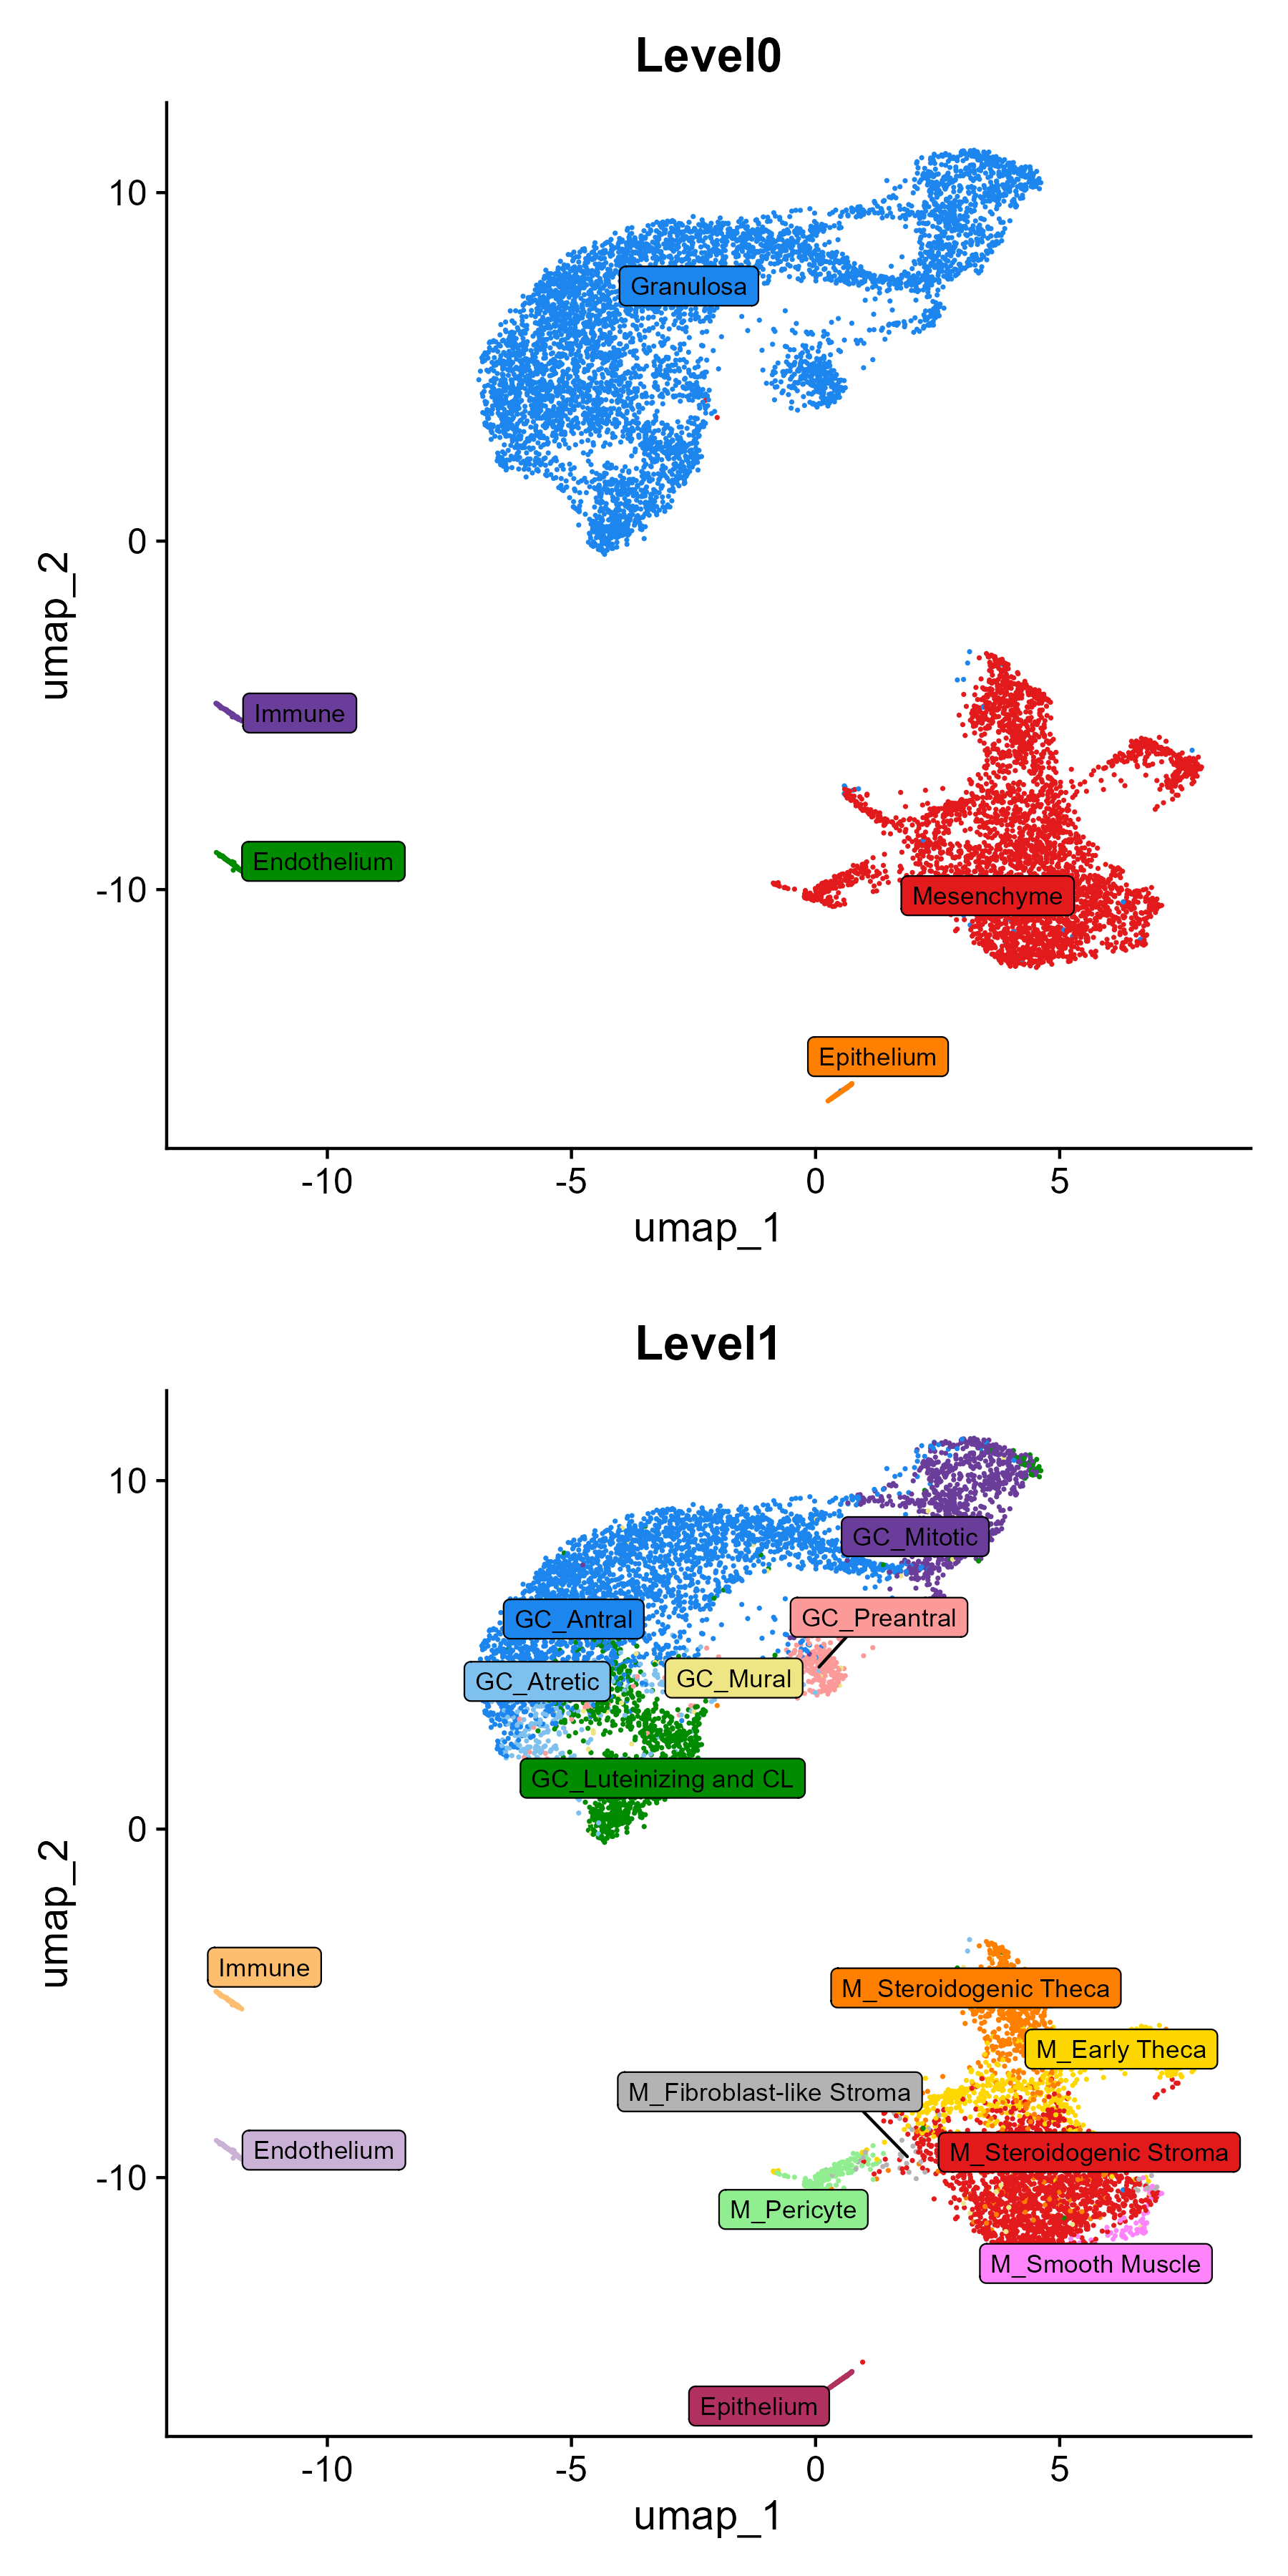 Level0
10
Granulosa
0
umap_2
Immune
Endothelium
-10
Mesenchyme
Epithelium
-10 -5 0 5
umap_1
Level1
10
GC_Mitotic
GC_Antral
GC_Preantral
GC_Atretic
GC_Mural
GC_Luteinizing and CL
0
umap_2
Immune
M_Steroidogenic Theca
M_Early Theca
M_Fibroblast-like Stroma
Endothelium
M_Steroidogenic Stroma
-10
M_Pericyte
M_Smooth Muscle
Epithelium
-10 -5 0 5
umap_1